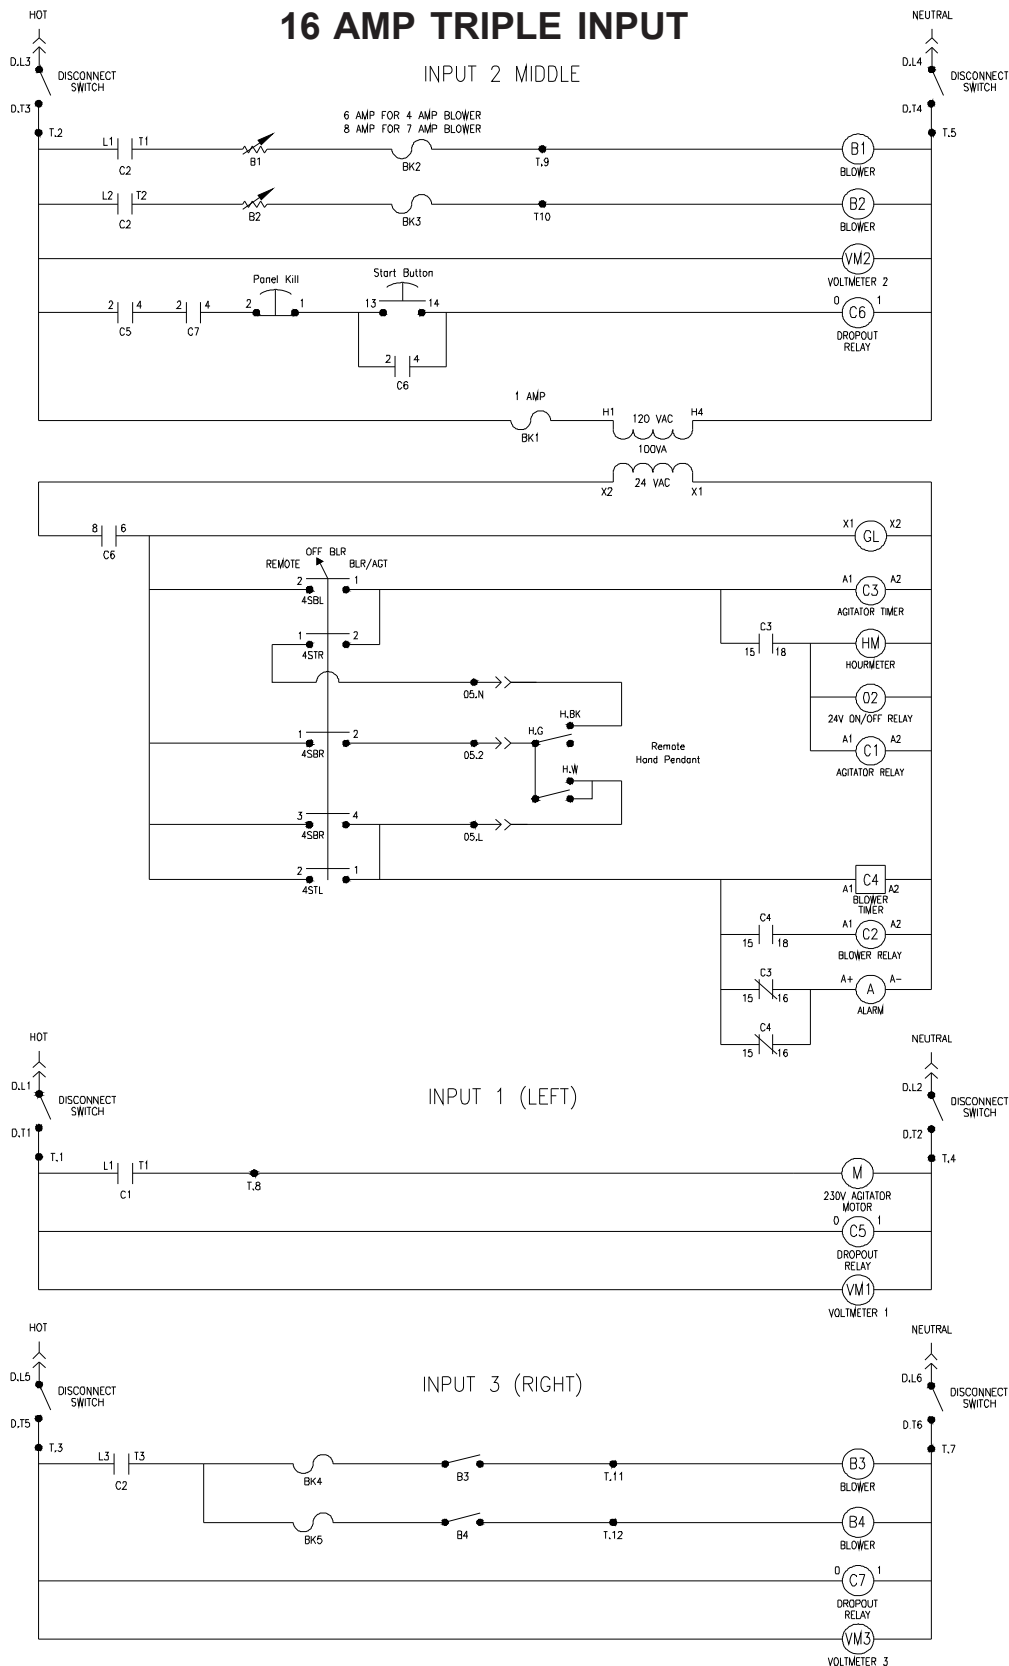 HOT
16 AMP TRIPLE INPUT
NEUTRAL
D.L3
DISCONNECT
SWITCH
INPUT 2 MIDDLE
D.L4
DISCONNECT
SWITCH
D.T3
D.T4
T.2
6 AMP FOR 4 AMP BLOWER
8 AMP FOR 7 AMP BLOWER
T.5
L1 T1
C2
B1
BK2
T.9
B1
BLOWER
L2 T2
C2
B2
BK3
T10
B2
BLOWER
VM2
VOLTMETER 2
Panel Kill
Start Button
2 4
C5
2 4
C7
2 1
13 14
0 C6 1
DROPOUT
RELAY
2 4
C6
1 AMP
BK1
H1 120 VAC H4
100VA
X2 24 VAC X1
8 6
C6
X1 GL X2
OFF BLR
REMOTE BLR/AGT
2 1
4SBL
A1 C3 A2
AGITATOR TIMER
1 2
4STR
C3
15 18
HM
HOURMETER
05.N
O2
24V ON/OFF RELAY
H.BK
H.G
1 2
4SBR
05.2
Remote
Hand Pendant
A1 C1 A2
AGITATOR RELAY
H.W
3 4
4SBR
05.L
2 1
4STL
A1 C4 A2
BLOWER
TIMER
C4
15 18
A1 C2 A2
BLOWER RELAY
C3
15 16
A+ A A-
ALARM
C4
15 16
HOT
NEUTRAL
D.L1
DISCONNECT
SWITCH
INPUT 1 (LEFT)
D.L2
DISCONNECT
SWITCH
D.T1
D.T2
T.1
T.4
L1 T1
C1
T.8
M
230V AGITATOR
MOTOR
0 C5 1
DROPOUT
RELAY
VM1
VOLTMETER 1
HOT
NEUTRAL
D.L5
DISCONNECT
SWITCH
INPUT 3 (RIGHT)
D.L6
DISCONNECT
SWITCH
D.T5
D.T6
T.3
T.7
L3 T3
C2
BK4
B3
T.11
B3
BLOWER
BK5
B4
T.12
B4
BLOWER
0 C7 1
DROPOUT
RELAY
VM3
VOLTMETER 3